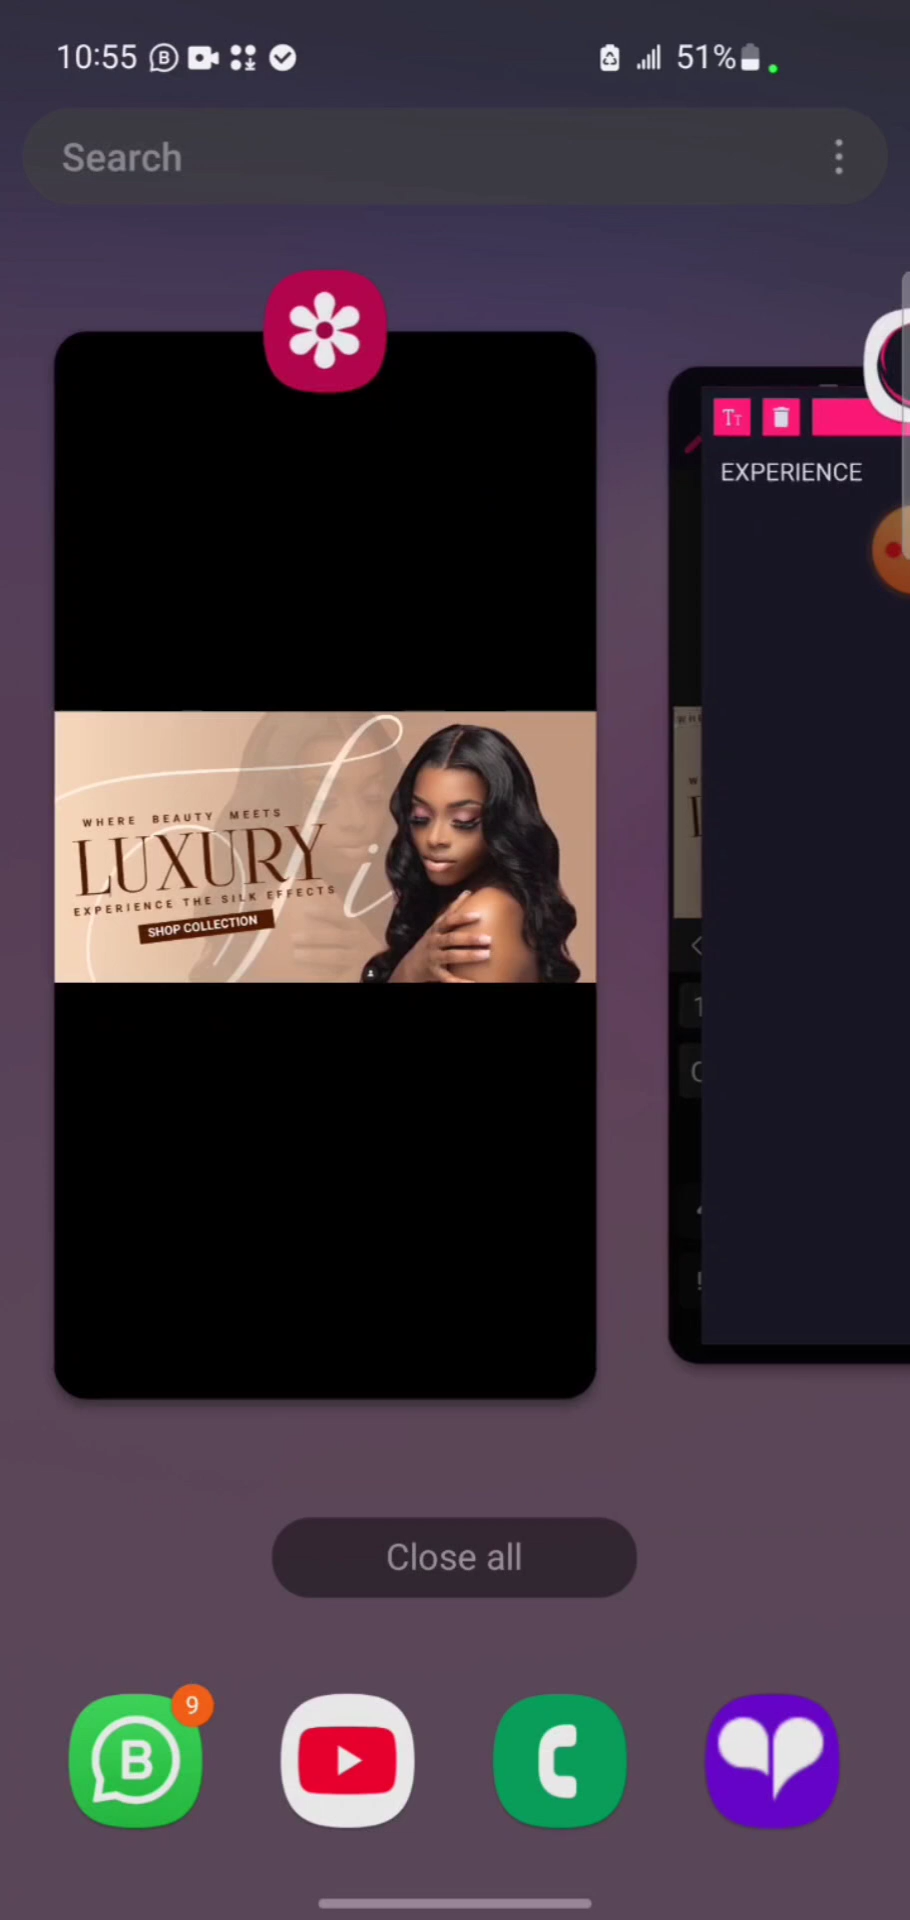 10:55
51%
Search
EXPERIENCE
WHERE BEAUTY MEETS
LUXURY
EXPERIENCE THE SILK EFFECTS
SHOP COLLECTION
Close all
9